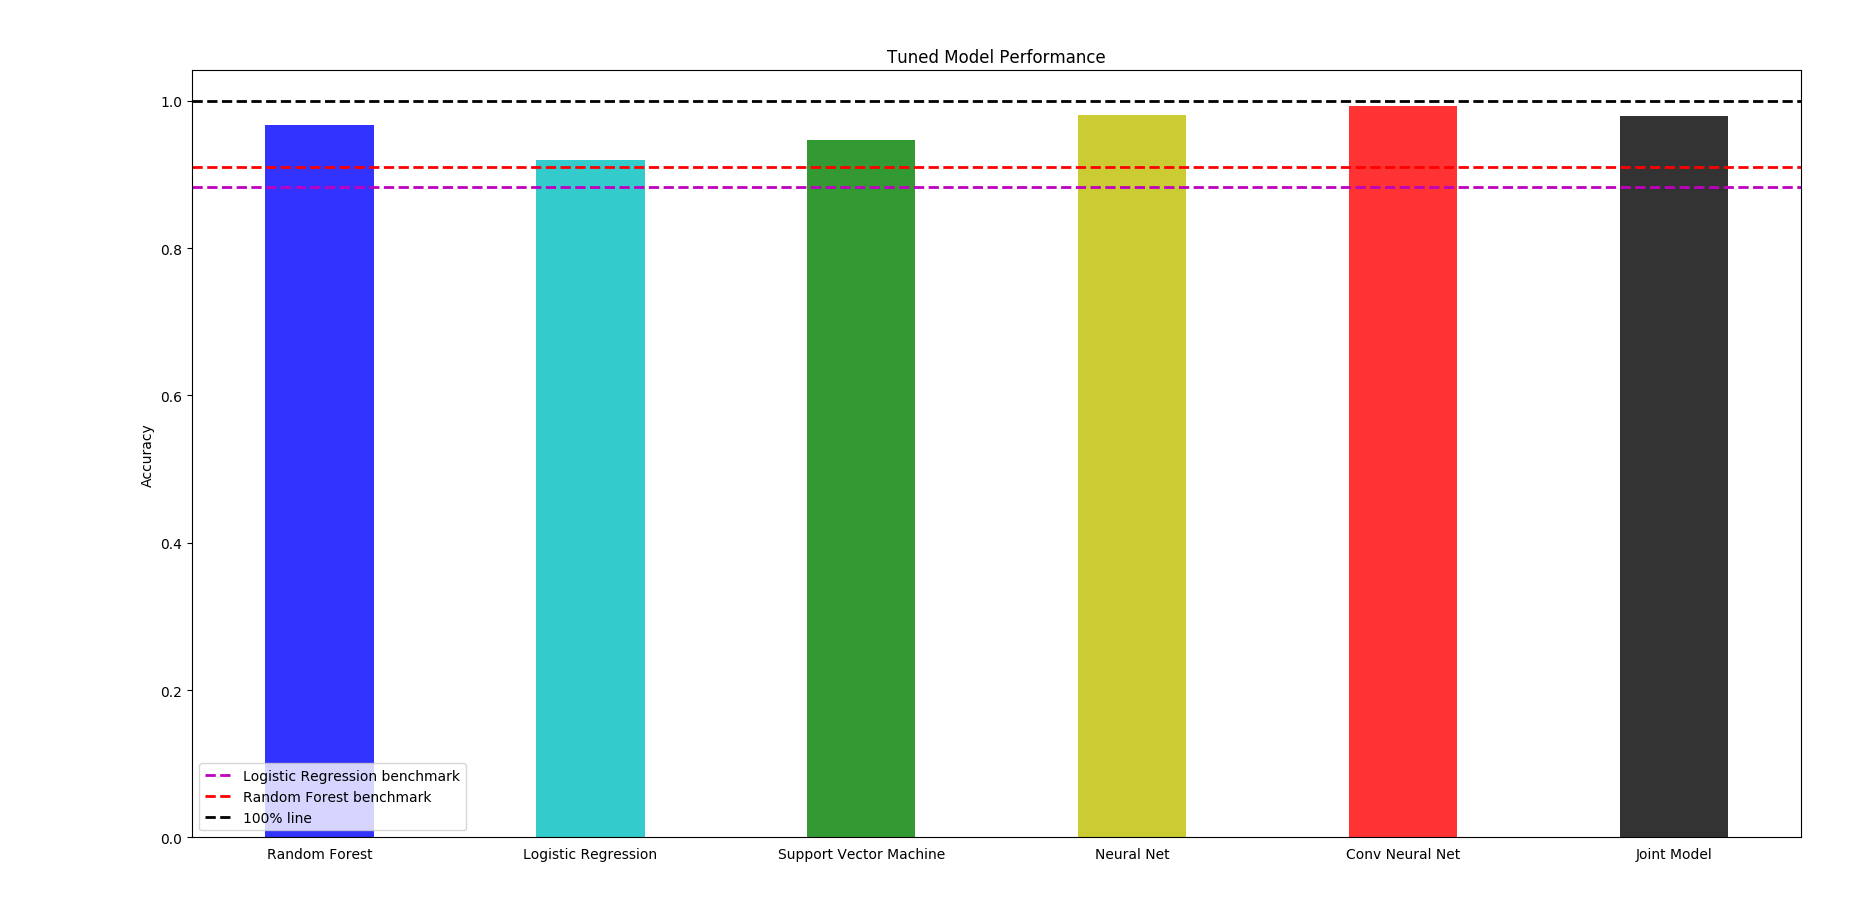 Tuned Model Performance
1.0
0.8
0.6
0.4
0.2
0.0
Accuracy
Logistic Regression benchmark
Random Forest benchmark
100% line
Random Forest
Logistic Regression
Support Vector Machine
Neural Net
Conv Neural Net
Joint Model